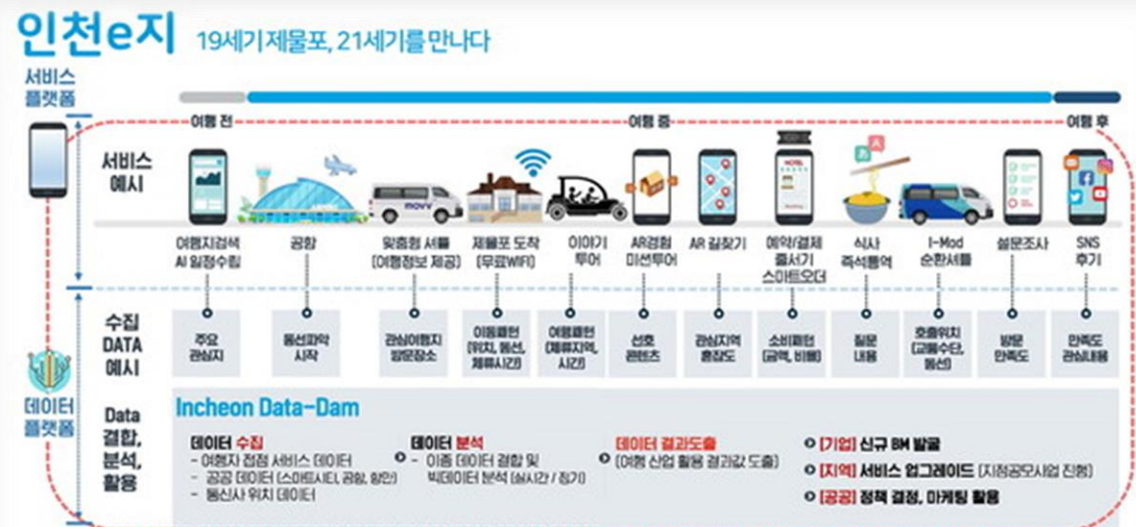 인천e지 19세기 제물포, 21세기를 만나다
서비스
플랫폼
여행 전
여행 중
여행 후
서비스
예시
movv
HOTEL
あ
A
여행지검색
AI 일정수립
공항
맞춤형 셔틀
(여행정보 제공)
제물포 도착
(무료WIFI)
이야기
투어
AR경험
미션투어
AR 길찾기
예약/결제
줄서기
스마트오더
식사
즉석통역
I-Mod
순환셔틀
설문조사
SNS
후기
수집
DATA
예시
주요
관심지
동선파악
시작
관심여행지
방문장소
이동패턴
(위치, 동선,
체류시간)
여행패턴
(체류지역,
시간)
선호
콘텐츠
관심지역
혼잡도
소비패턴
(금액, 비용)
질문
내용
호출위치
(교통수단,
동선)
방문
만족도
만족도
관심내용
데이터
플랫폼
Data
결합,
분석,
활용
Incheon Data-Dam
데이터 수집
- 여행자 접점 서비스 데이터
- 공공 데이터 (스마트시티, 공항, 항만)
- 통신사 위치 데이터
데이터 분석
- 이종 데이터 결합 및
빅데이터 분석 (실시간 / 정기)
데이터 결과도출
(여행 산업 활용 결과값 도출)
[기업] 신규 BM 발굴
[지역] 서비스 업그레이드 (지정공모사업 진행)
[공공] 정책 결정, 마케팅 활용